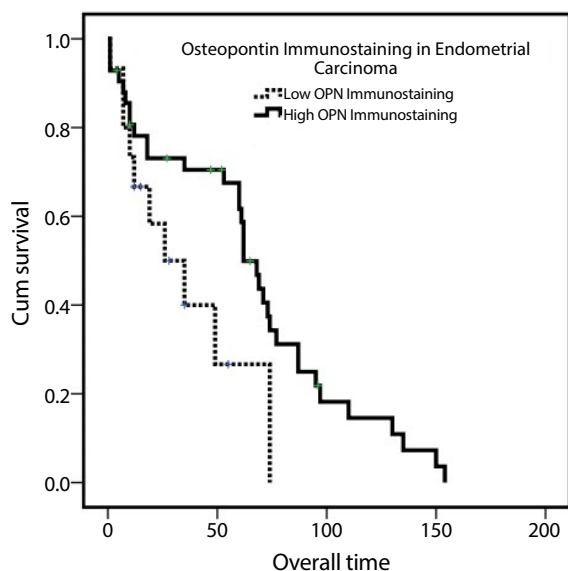 Osteopontin Immunostaining in Endometrial
Carcinoma
Low OPN Immunostaining
High OPN Immunostaining
Cum survival
1.0
0.8
0.6
0.4
0.2
0.0
0 50 100 150 200
Overall time